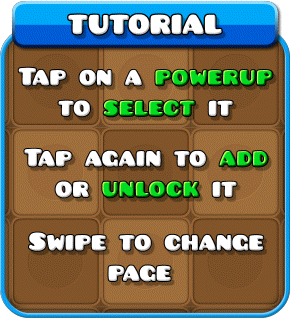 TUTORIAL
TAP ON A POWERUP
TO SELECT IT
TAP AGAIN TO ADD
OR UNLOCK IT
SWIPE TO CHANGE
PAGE